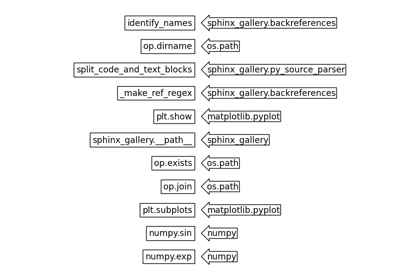 identify_names sphinx_gallery.backreferences
op.dirname os.path
split_code_and_text_blocks sphinx_gallery.py_source_parser
_make_ref_regex sphinx_gallery.backreferences
plt.show matplotlib.pyplot
sphinx_gallery.__path__ sphinx_gallery
op.exists os.path
op.join os.path
plt.subplots matplotlib.pyplot
numpy.sin numpy
numpy.exp numpy